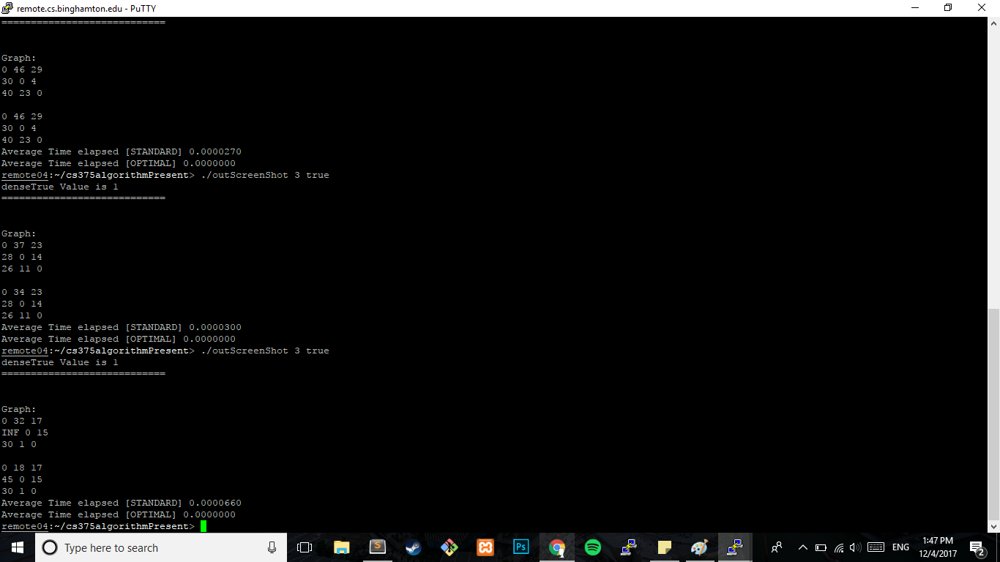 remote.cs.binghamton.edu - PuTTY
============================
Graph:
0 46 29
30 0 4
40 23 0
0 46 29
30 0 4
40 23 0
Average Time elapsed [STANDARD] 0.0000270
Average Time elapsed [OPTIMAL] 0.0000000
remote04:~/cs375algorithmPresent> ./outScreenShot 3 true
denseTrue Value is 1
============================
Graph:
0 37 23
28 0 14
26 11 0
0 34 23
28 0 14
26 11 0
Average Time elapsed [STANDARD] 0.0000300
Average Time elapsed [OPTIMAL] 0.0000000
remote04:~/cs375algorithmPresent> ./outScreenShot 3 true
denseTrue Value is 1
============================
Graph:
0 32 17
INF 0 15
30 1 0
0 18 17
45 0 15
30 1 0
Average Time elapsed [STANDARD] 0.0000660
Average Time elapsed [OPTIMAL] 0.0000000
remote04:~/cs375algorithmPresent>
Type here to search
S
Ps
ENG
1:47 PM
12/4/2017
2